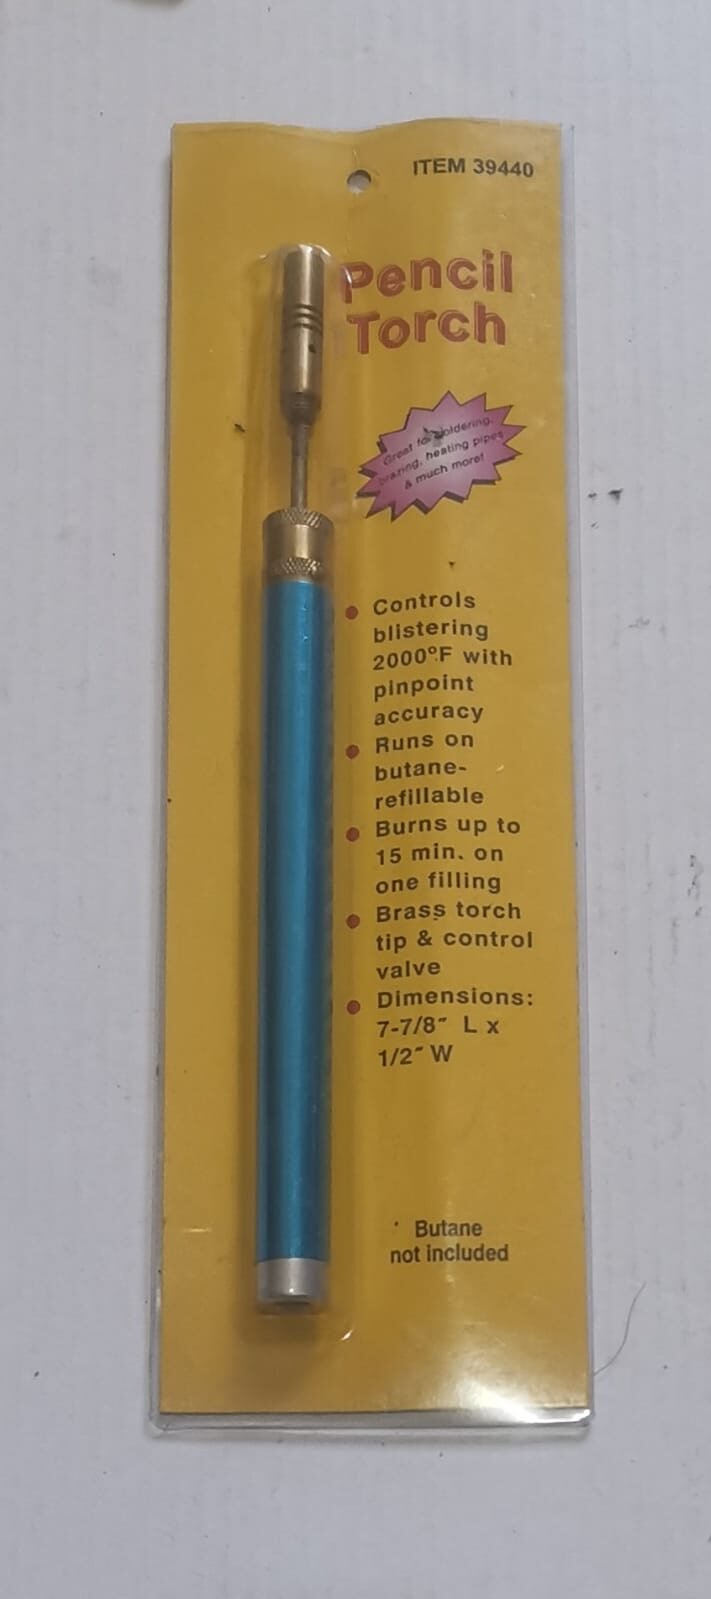 ITEM 39440
Pencil
Torch
Great for soldering,
brazing, heating pipes
& much more!
• Controls
blistering
2000°F with
pinpoint
accuracy
• Runs on
butane-
refillable
• Burns up to
15 min. on
one filling
• Brass torch
tip & control
valve
• Dimensions:
7-7/8" L x
1/2" W
Butane
not included